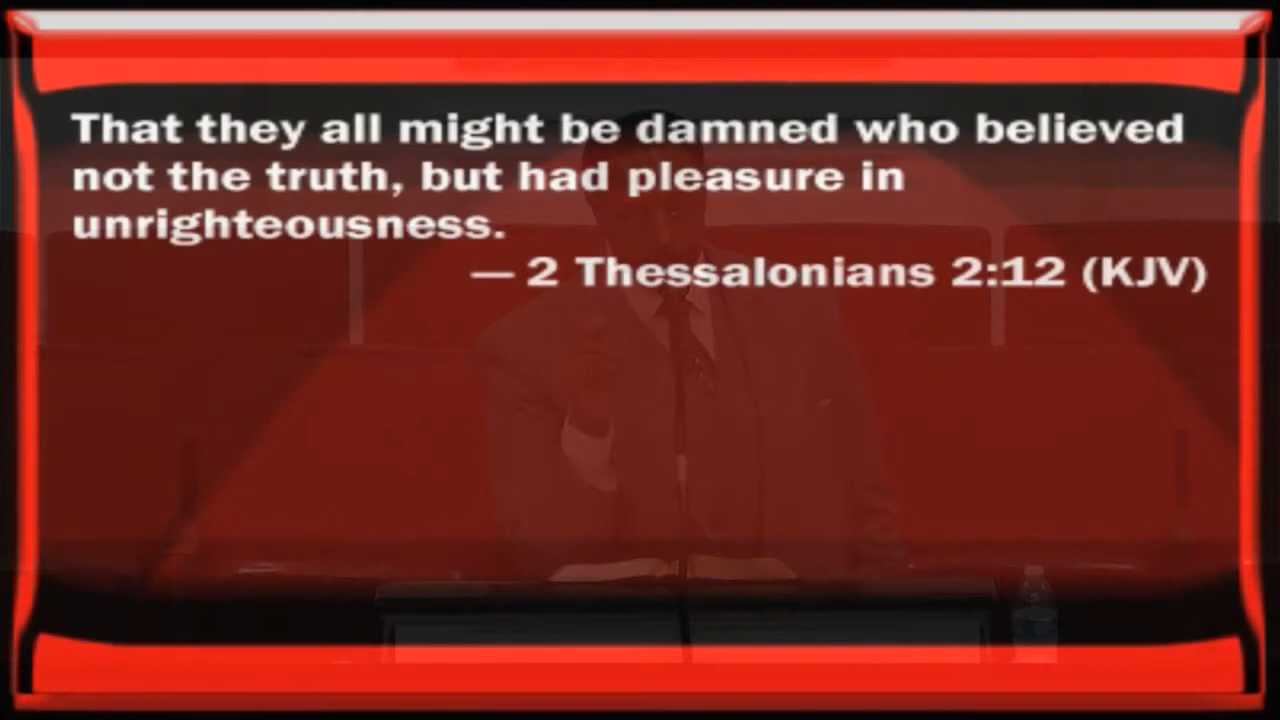 That they all might be damned who believed
not the truth, but had pleasure in
unrighteousness.
— 2 Thessalonians 2:12 (KJV)